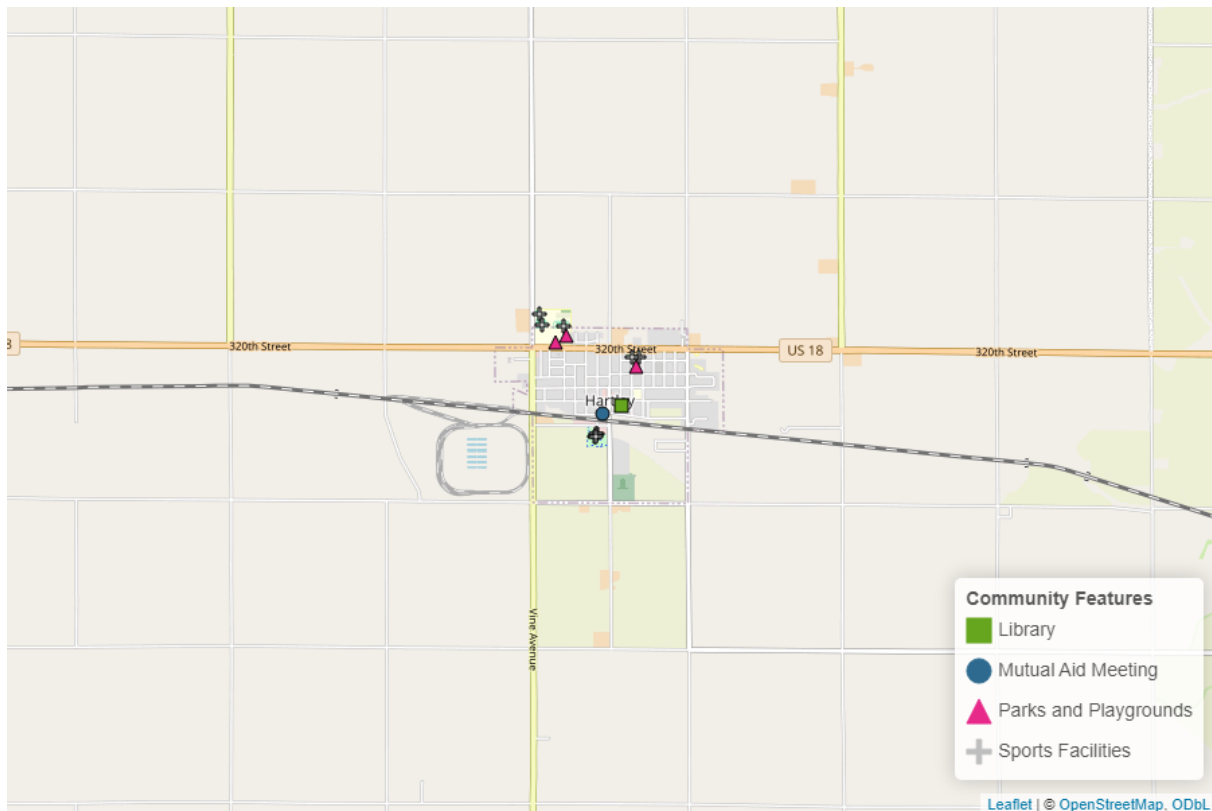 8
320th Street
320th Street
US 18
320th Street
Hartley
Vine Avenue
Community Features
Library
Mutual Aid Meeting
Parks and Playgrounds
Sports Facilities
Leaflet | © OpenStreetMap, ODbL